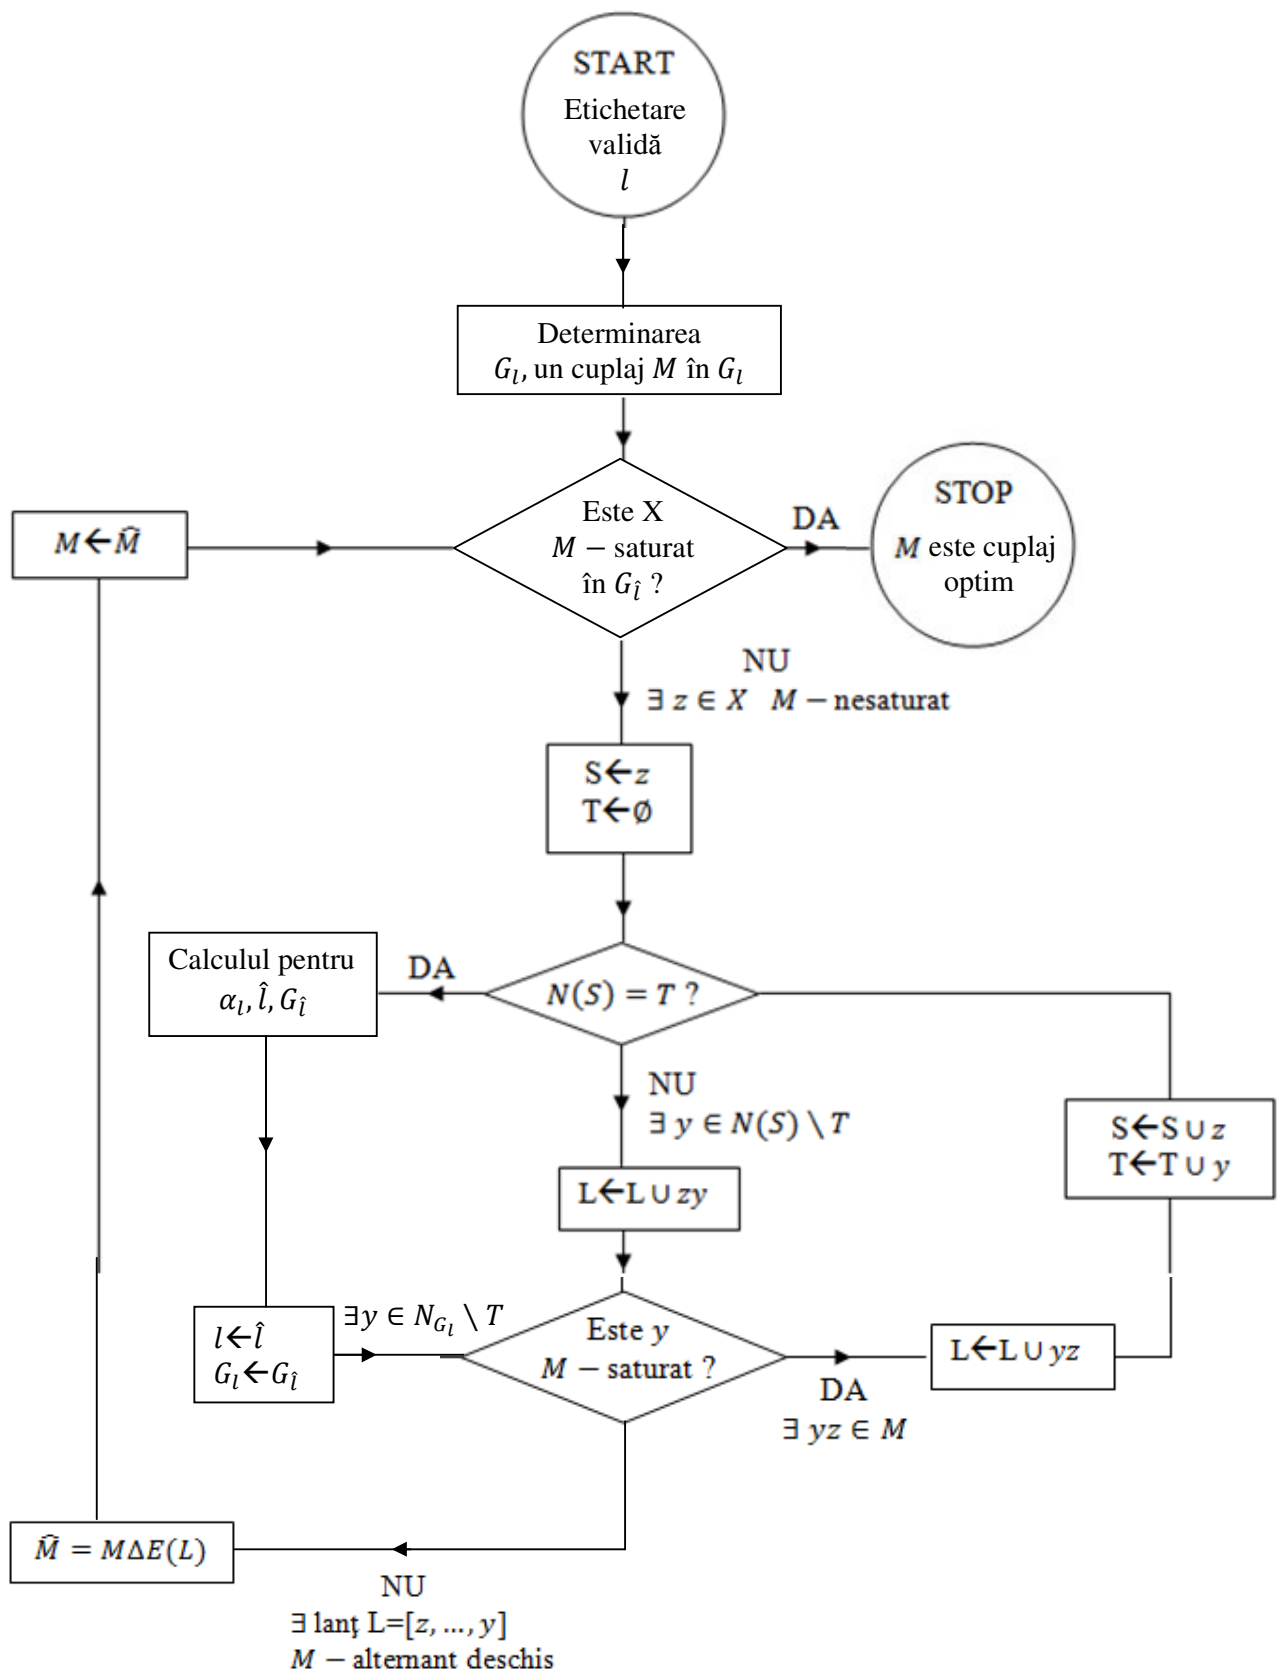 START
Etichetare
validă
l
Determinarea
G_l, un cuplaj M în G_l
Este X
M − saturat
în G_l̂ ?
DA
STOP
M este cuplaj
optim
M ← M̂
NU
∃ z ∈ X M − nesaturat
S ← z
T ← ∅
N(S) = T ?
DA
Calculul pentru
α_l, l̂, G_l̂
NU
∃ y ∈ N(S) \ T
S ← S ∪ z
T ← T ∪ y
L ← L ∪ zy
l ← l̂
G_l ← G_l̂
∃y ∈ N_{G_l} \ T
Este y
M − saturat ?
DA
∃ yz ∈ M
L ← L ∪ yz
M̂ = MΔE(L)
NU
∃ lanţ L=[z, ..., y]
M − alternant deschis